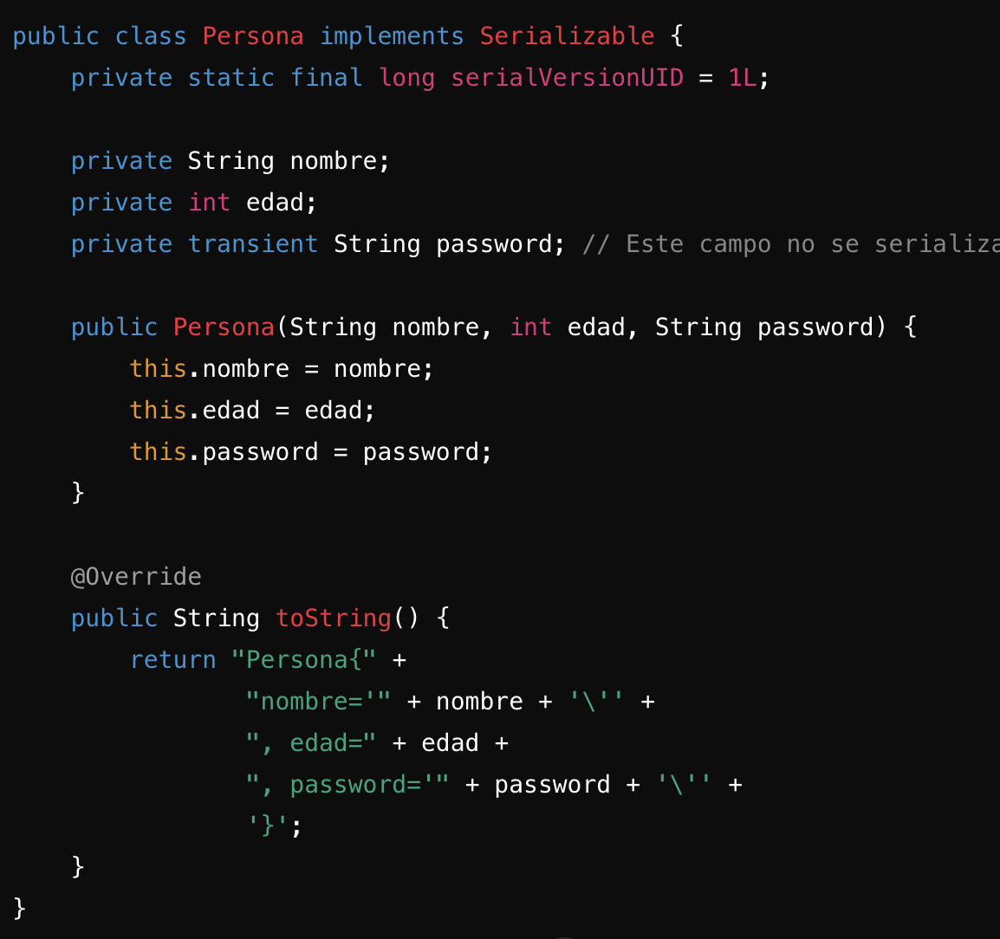 public class Persona implements Serializable {
    private static final long serialVersionUID = 1L;

    private String nombre;
    private int edad;
    private transient String password; // Este campo no se serializa

    public Persona(String nombre, int edad, String password) {
        this.nombre = nombre;
        this.edad = edad;
        this.password = password;
    }

    @Override
    public String toString() {
        return "Persona{" +
                "nombre='" + nombre + '\'' +
                ", edad=" + edad +
                ", password='" + password + '\'' +
                '}';
    }
}